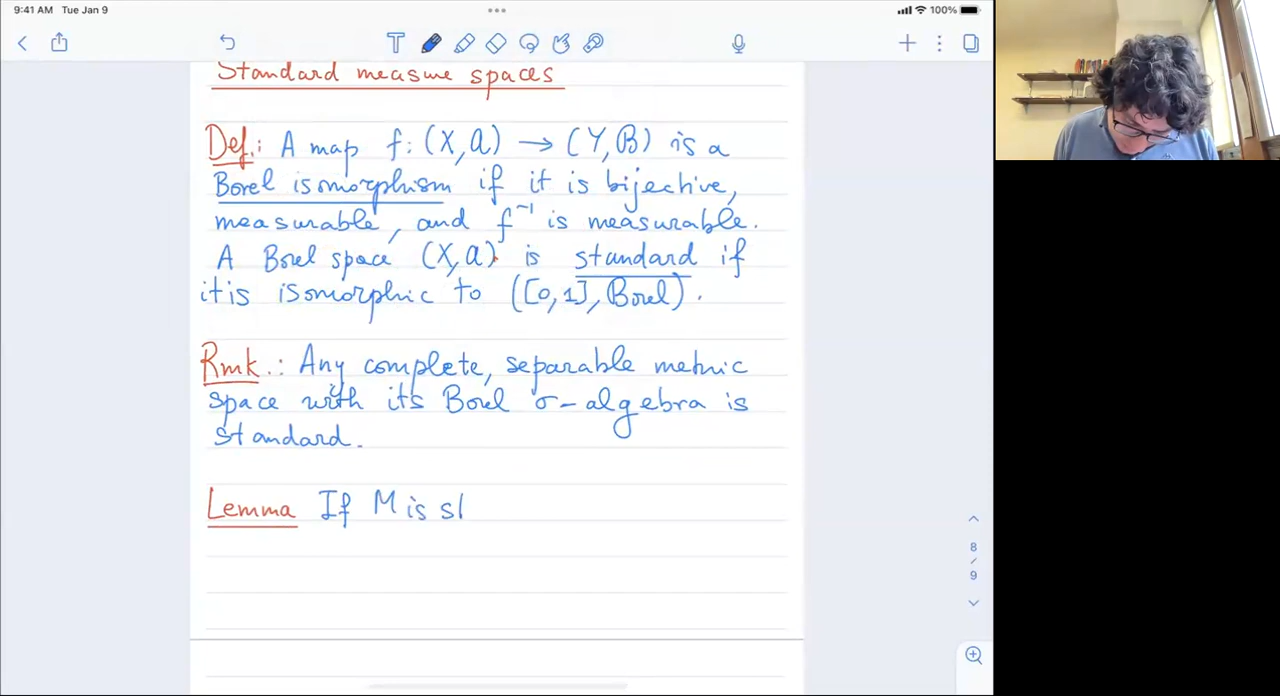 9:41 AM Tue Jan 9
100%
Standard measure spaces
Def.: A map f: (X, a) → (Y, B) is a
Borel isomorphism if it is bijective,
measurable, and f⁻¹ is measurable.
A Borel space (X, a) is standard if
it is isomorphic to ([0,1], Borel).
Rmk.: Any complete, separable metric
space with its Borel σ-algebra is
standard.
Lemma If M is st
8
/
9